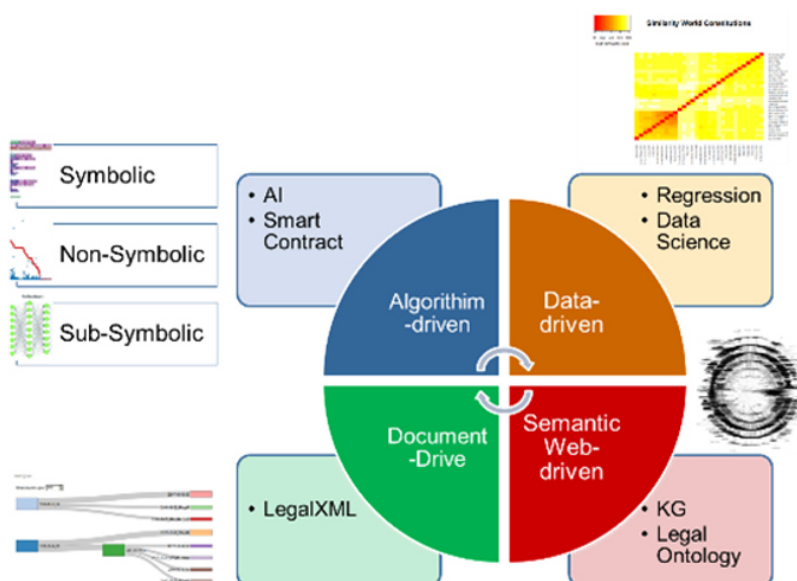 Similarity World Constitutions
Symbolic
Non-Symbolic
Sub-Symbolic
• AI
• Smart
Contract
• Regression
• Data
Science
Algorithim
-driven
Data-
driven
Document
-Drive
Semantic
Web-
driven
• LegalXML
• KG
• Legal
Ontology